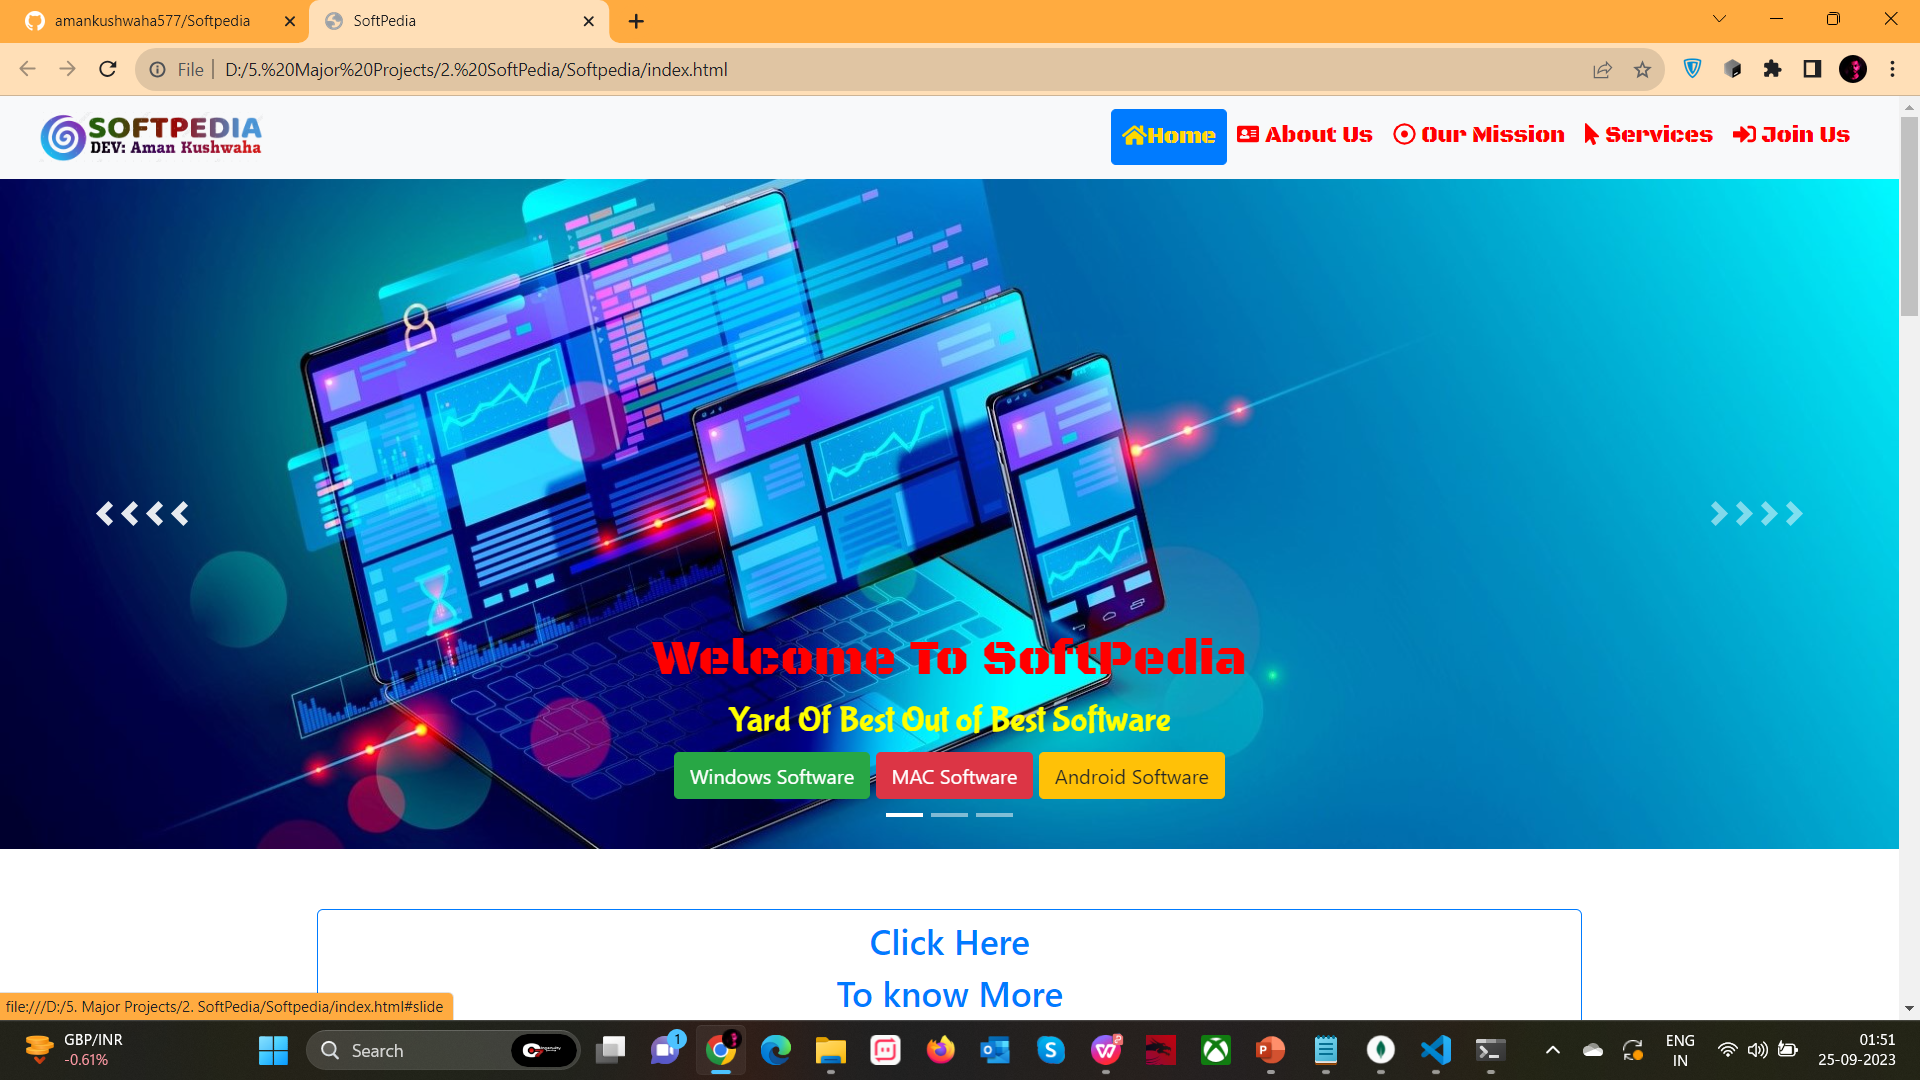 amankushwaha577/Softpedia
SoftPedia
File | D:/5.%20Major%20Projects/2.%20SoftPedia/Softpedia/index.html
SOFTPEDIA
DEV: Aman Kushwaha
Home
About Us
Our Mission
Services
Join Us
Welcome To SoftPedia
Yard Of Best Out of Best Software
Windows Software
MAC Software
Android Software
Click Here
To know More
file:///D:/5. Major Projects/2. SoftPedia/Softpedia/index.html#slide
GBP/INR
-0.61%
Search
1
ENG
IN
01:51
25-09-2023